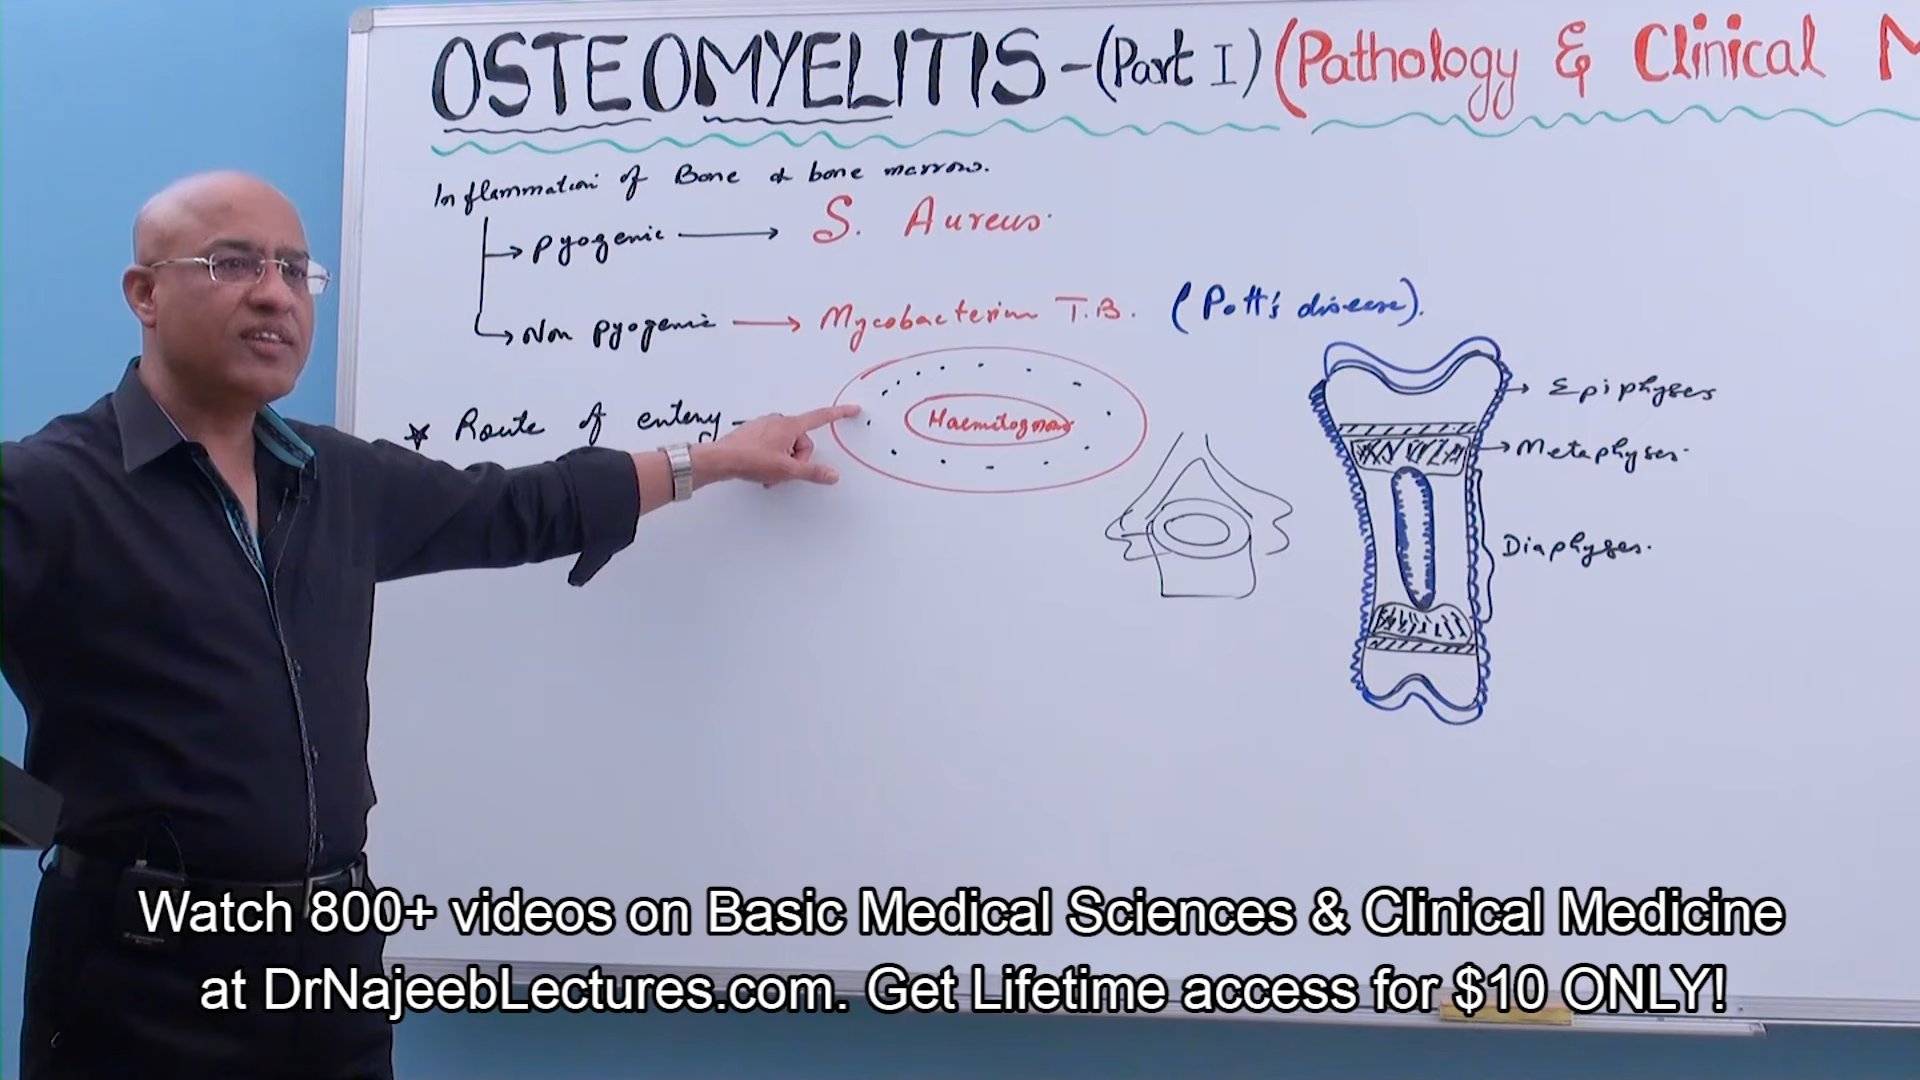 OSTEOMYELITIS - (Part I) (Pathology & Clinical M
Inflammation of Bone & bone marrow.
Pyogenic → S. Aureus.
Non pyogenic → Mycobacterium T.B. (Pott's disease).
Epiphyses
★ Route of enteny - Haemitogenous
Metaphyses.
Diaphyses.
Watch 800+ videos on Basic Medical Sciences & Clinical Medicine
at DrNajeebLectures.com. Get Lifetime access for $10 ONLY!